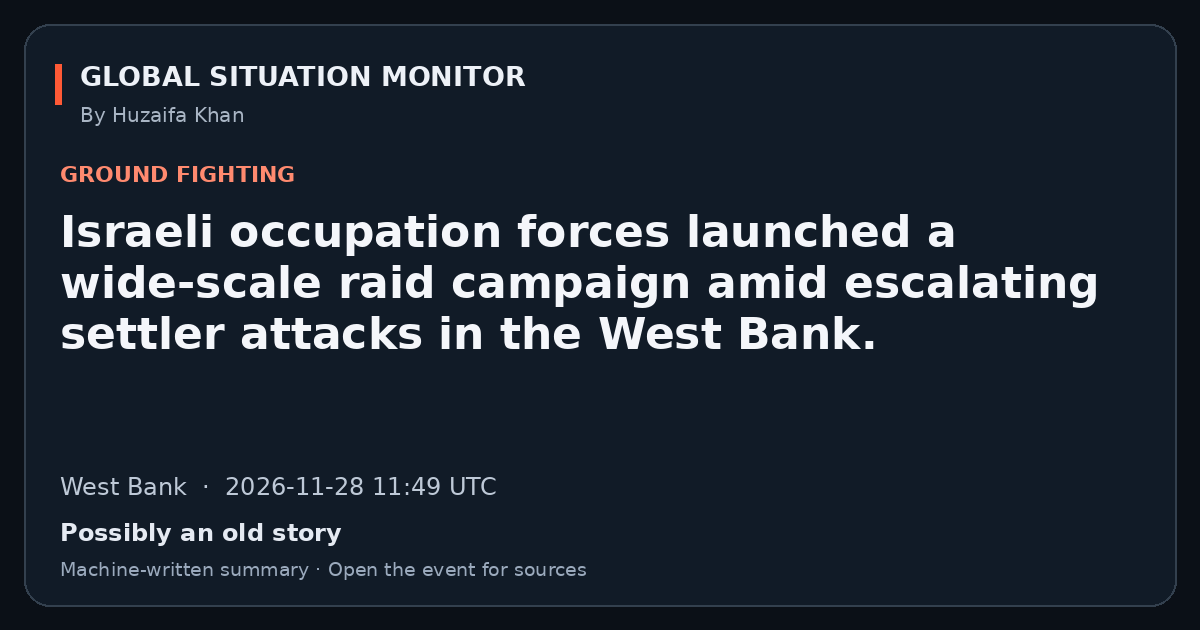 GLOBAL SITUATION MONITOR
By Huzaifa Khan
GROUND FIGHTING
Israeli occupation forces launched a
wide-scale raid campaign amid escalating
settler attacks in the West Bank.
West Bank · 2026-11-28 11:49 UTC
Possibly an old story
Machine-written summary · Open the event for sources